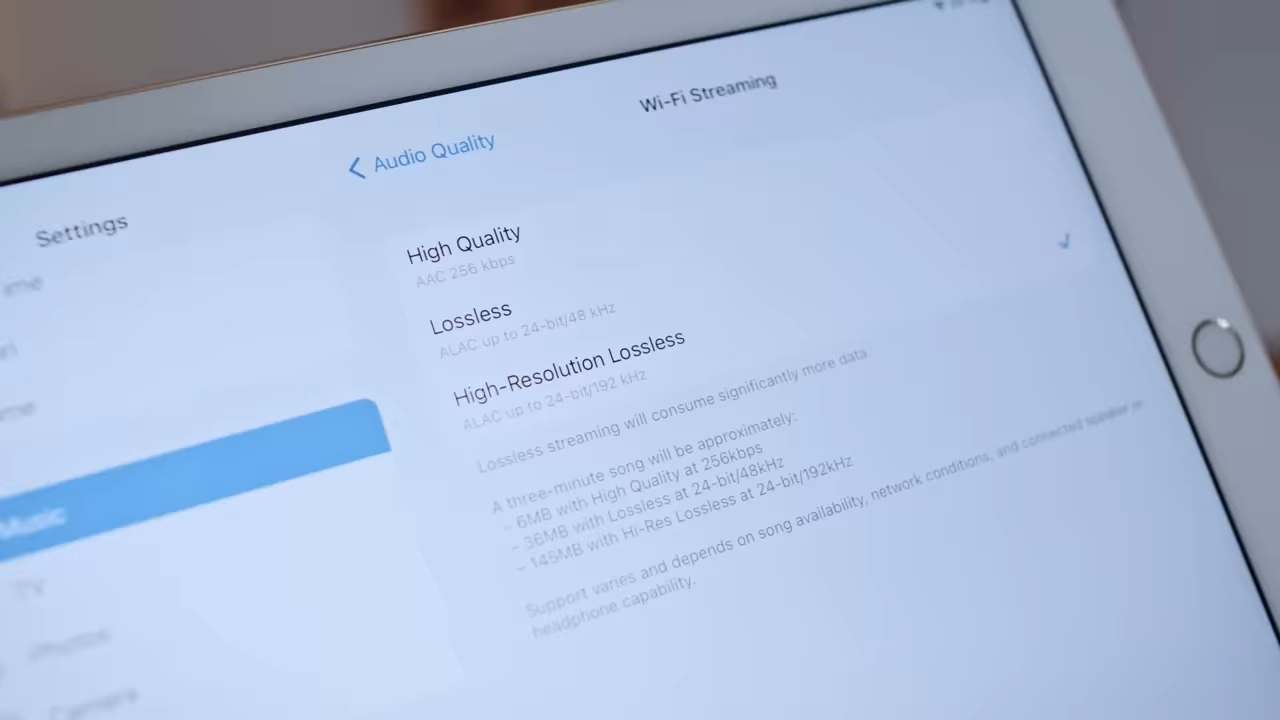 Wi-Fi Streaming
Audio Quality
Settings
High Quality
AAC 256 kbps
Lossless
ALAC up to 24-bit/48 kHz
High-Resolution Lossless
ALAC up to 24-bit/192 kHz
Lossless streaming will consume significantly more data.
A three-minute song will be approximately:
- 6MB with High Quality at 256kbps
- 36MB with Lossless at 24-bit/48kHz
- 145MB with Hi-Res Lossless at 24-bit/192kHz
Support varies and depends on song availability, network conditions, and connected speaker or
headphone capability.
Music
TV
Photos
Camera